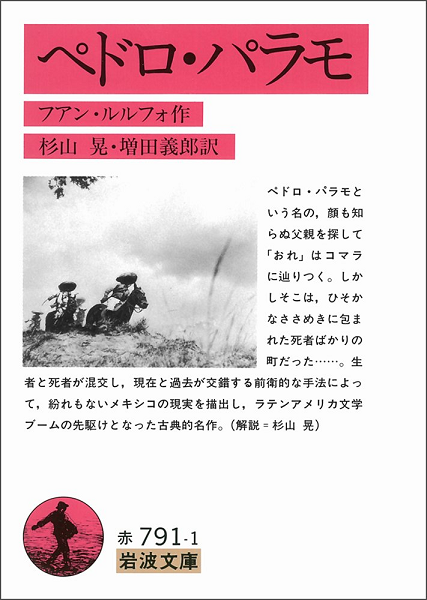 ペドロ・パラモ
フアン・ルルフォ作
杉山 晃・増田義郎訳
ペドロ・パラモと
いう名の，顔も知
らぬ父親を探して
「おれ」はコマラ
に辿りつく。しか
しそこは，ひそか
なささめきに包ま
れた死者ばかりの
町だった……。生
者と死者が混交し，現在と過去が交錯する前衛的な手法によっ
て，紛れもないメキシコの現実を描出し，ラテンアメリカ文学
ブームの先駆けとなった古典的名作。(解説＝杉山 晃)
赤 791-1
岩波文庫